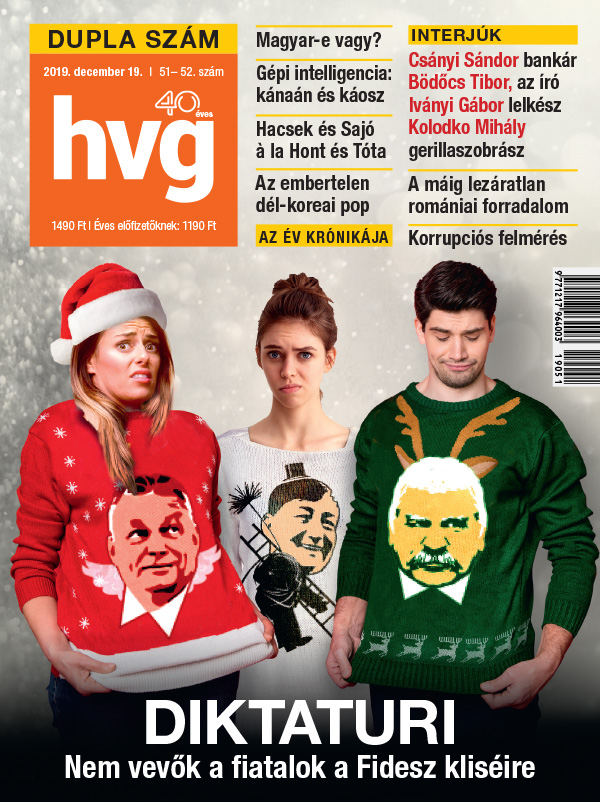 DUPLA SZÁM
2019. december 19. | 51–52. szám
40 éves
hvg
1490 Ft | Éves előfizetőknek: 1190 Ft
Magyar-e vagy?
Gépi intelligencia:
kánaán és káosz
Hacsek és Sajó
à la Hont és Tóta
Az embertelen
dél-koreai pop
AZ ÉV KRÓNIKÁJA
INTERJÚK
Csányi Sándor bankár
Bödőcs Tibor, az író
Iványi Gábor lelkész
Kolodko Mihály
gerillaszobrász
A máig lezáratlan
romániai forradalom
Korrupciós felmérés
9771217964003
19051
DIKTATURI
Nem vevők a fiatalok a Fidesz kliséire